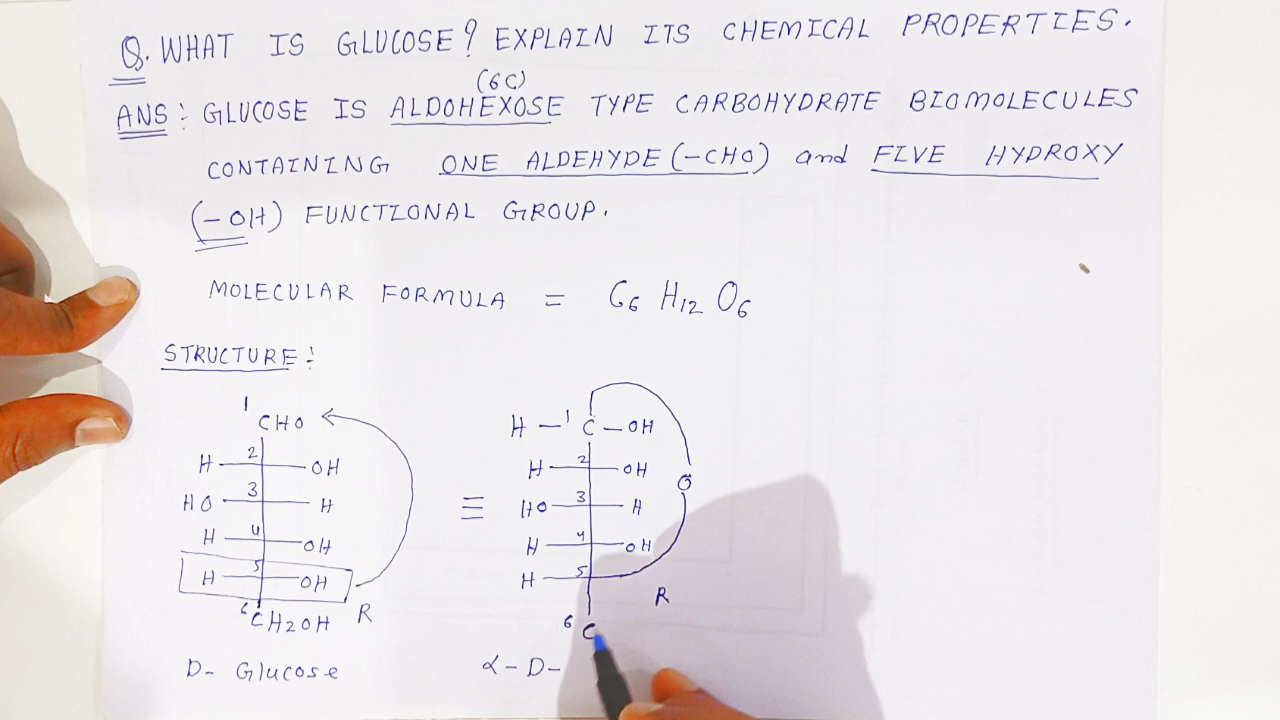 Q. WHAT IS GLUCOSE? EXPLAIN ITS CHEMICAL PROPERTIES.
(6C)
ANS: GLUCOSE IS ALDOHEXOSE TYPE CARBOHYDRATE BIOMOLECULES
CONTAINING ONE ALDEHYDE (-CHO) and FIVE HYDROXY
(-OH) FUNCTIONAL GROUP.
MOLECULAR FORMULA = C6 H12 O6
STRUCTURE:
1
CHO
H 2 OH
HO 3 H
H 4 OH
H 5 OH
6 CH2OH R
D- Glucose
≡
H - 1 C - OH
H 2 OH
O
HO 3 H
H 4 OH
H 5
R
6 C
α-D-